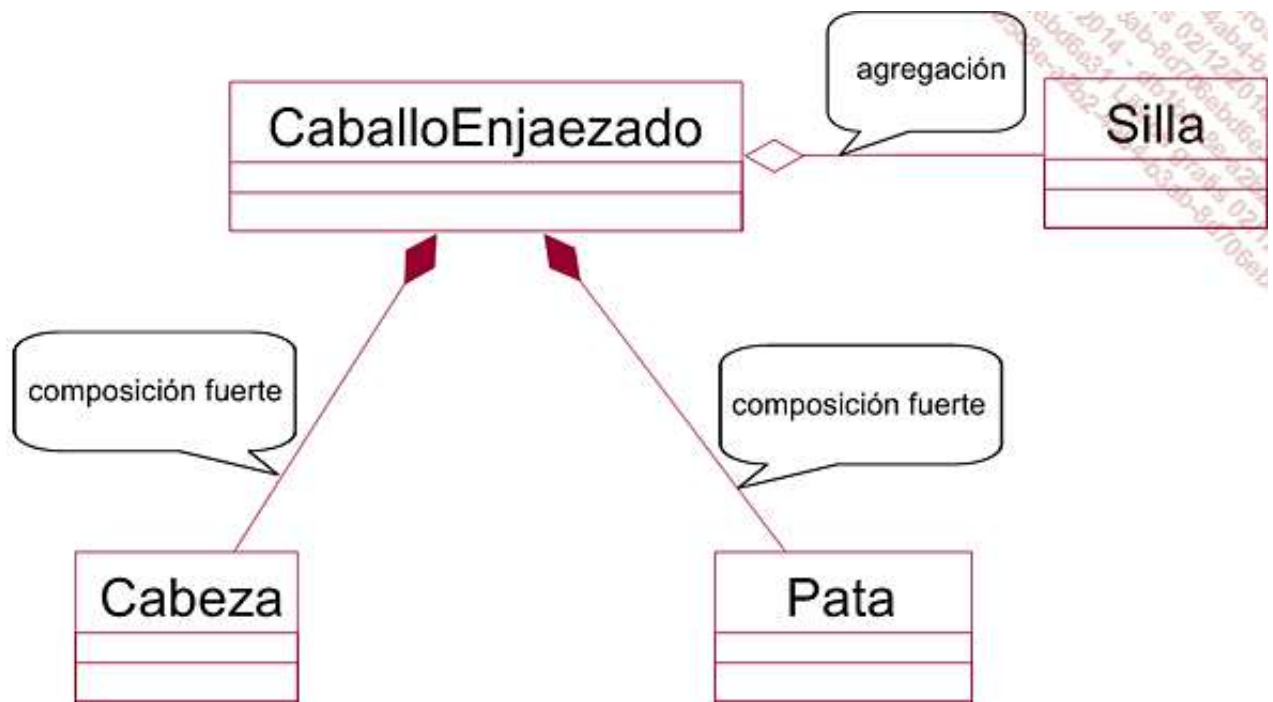 agregación
CaballoEnjaezado
Silla
composición fuerte
composición fuerte
Cabeza
Pata